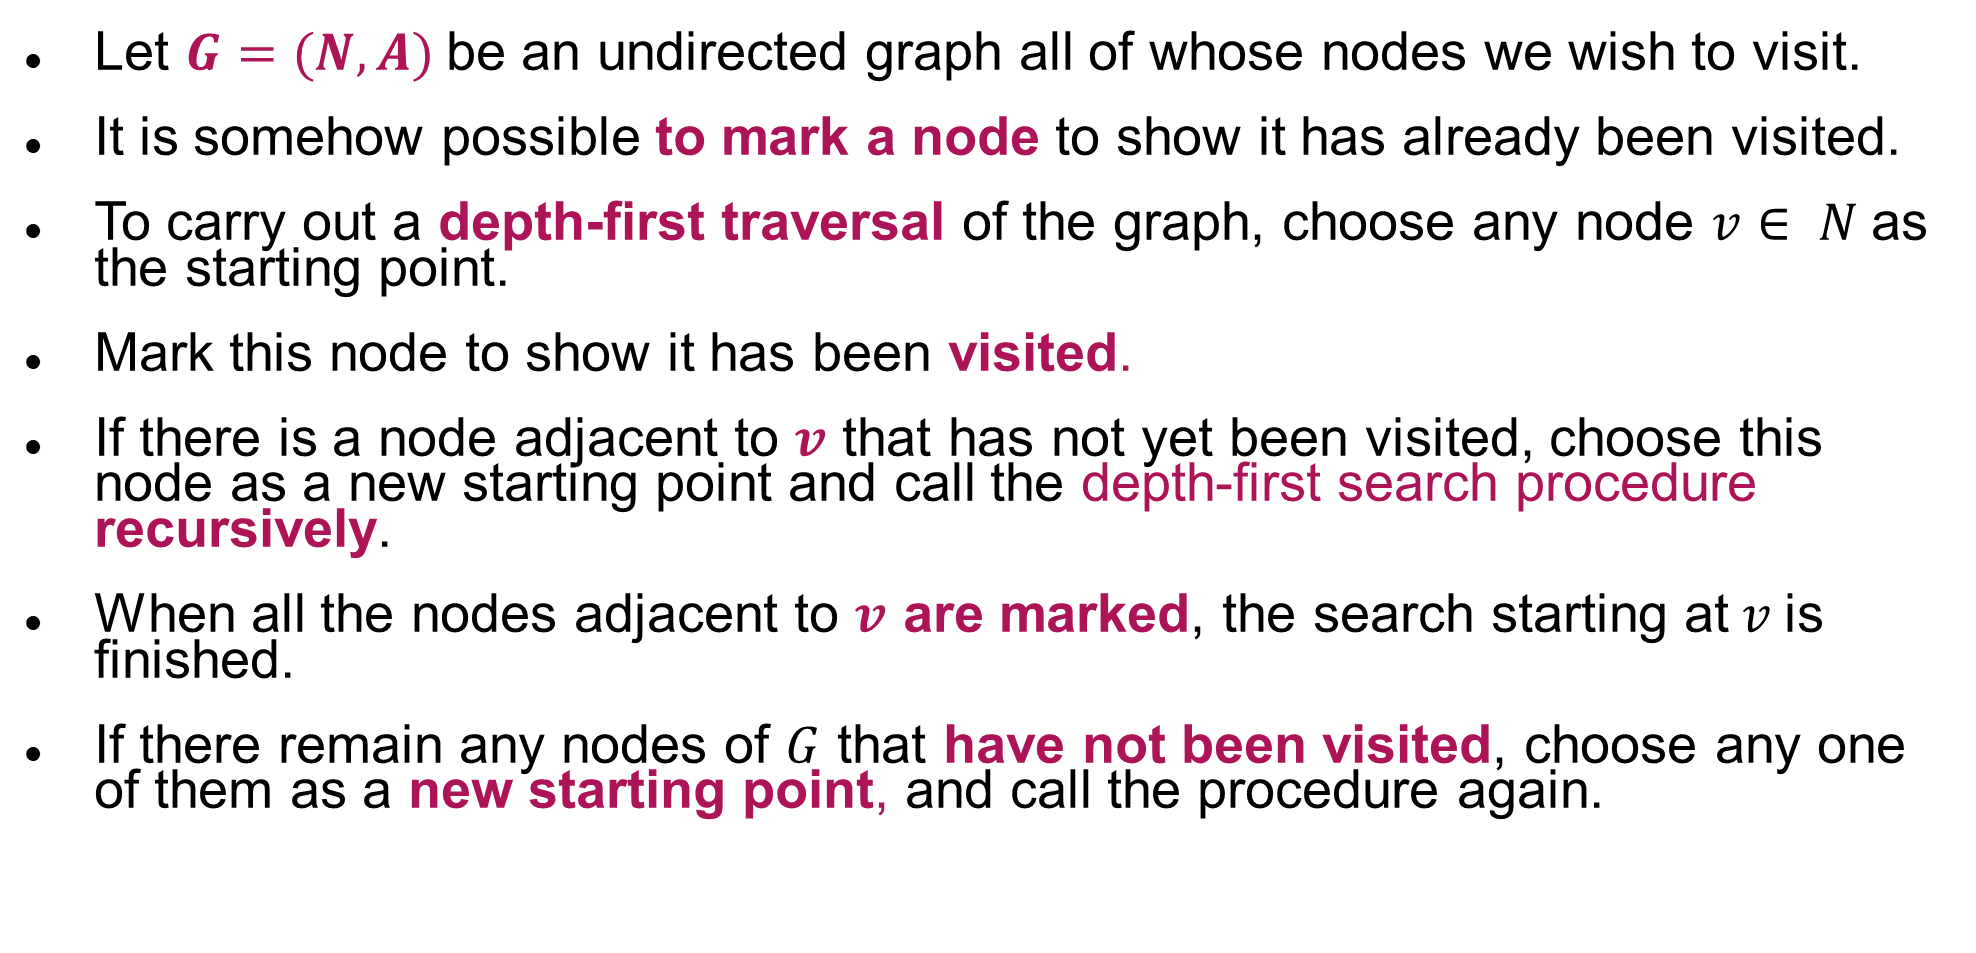 • Let G = (N, A) be an undirected graph all of whose nodes we wish to visit.
• It is somehow possible to mark a node to show it has already been visited.
• To carry out a depth-first traversal of the graph, choose any node v ∈ N as
the starting point.
• Mark this node to show it has been visited.
• If there is a node adjacent to v that has not yet been visited, choose this
node as a new starting point and call the depth-first search procedure
recursively.
• When all the nodes adjacent to v are marked, the search starting at v is
finished.
• If there remain any nodes of G that have not been visited, choose any one
of them as a new starting point, and call the procedure again.